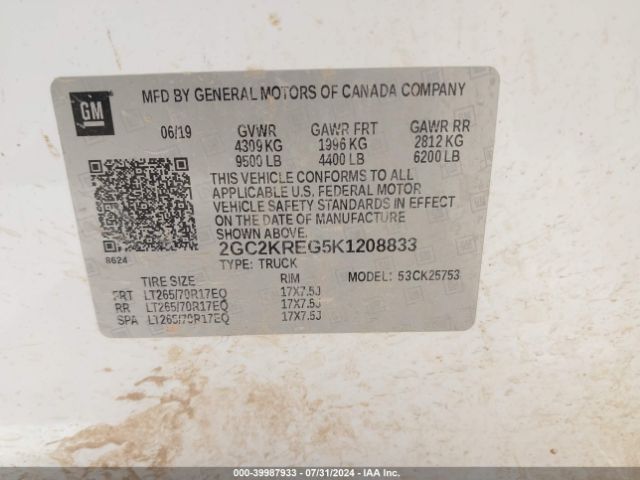 GM
MFD BY GENERAL MOTORS OF CANADA COMPANY
06/19 GVWR GAWR FRT GAWR RR
4309 KG 1996 KG 2812 KG
9500 LB 4400 LB 6200 LB
THIS VEHICLE CONFORMS TO ALL
APPLICABLE U.S. FEDERAL MOTOR
VEHICLE SAFETY STANDARDS IN EFFECT
ON THE DATE OF MANUFACTURE
SHOWN ABOVE.
2GC2KREG5K1208833
8624
TYPE: TRUCK
MODEL: 53CK25753
TIRE SIZE RIM
FRT LT265/70R17EQ 17X7.5J
RR LT265/70R17EQ 17X7.5J
SPA LT265/70R17EQ 17X7.5J
000-39987933 - 07/31/2024 - IAA Inc.